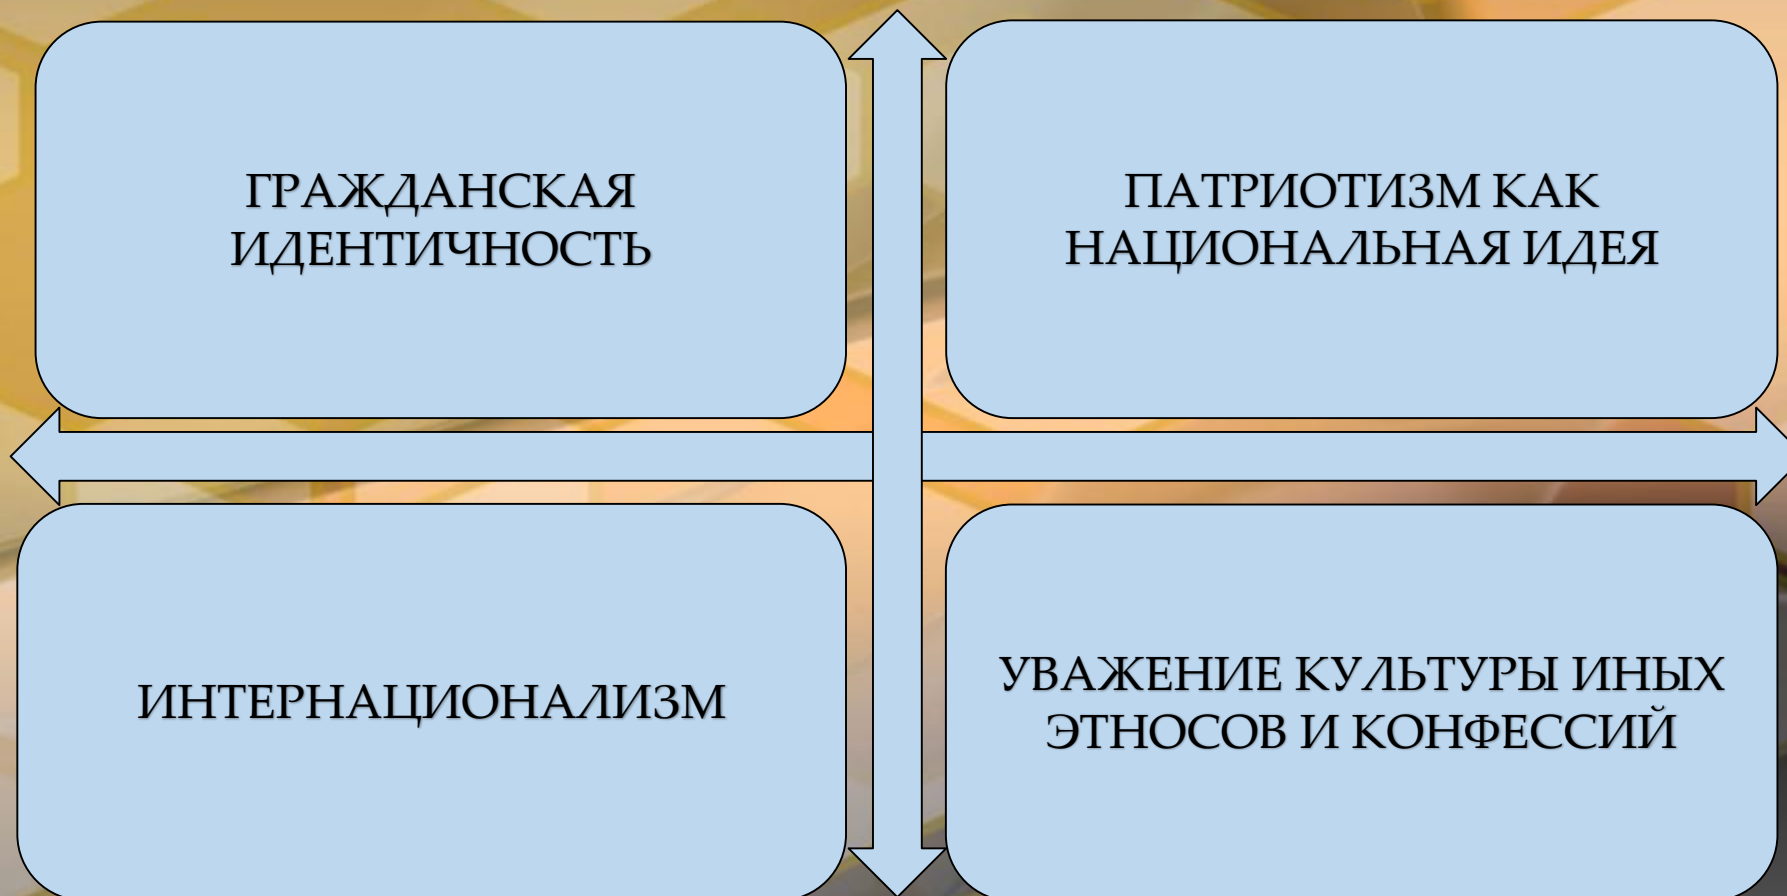 ГРАЖДАНСКАЯ
ИДЕНТИЧНОСТЬ
ПАТРИОТИЗМ КАК
НАЦИОНАЛЬНАЯ ИДЕЯ
ИНТЕРНАЦИОНАЛИЗМ
УВАЖЕНИЕ КУЛЬТУРЫ ИНЫХ
ЭТНОСОВ И КОНФЕССИЙ